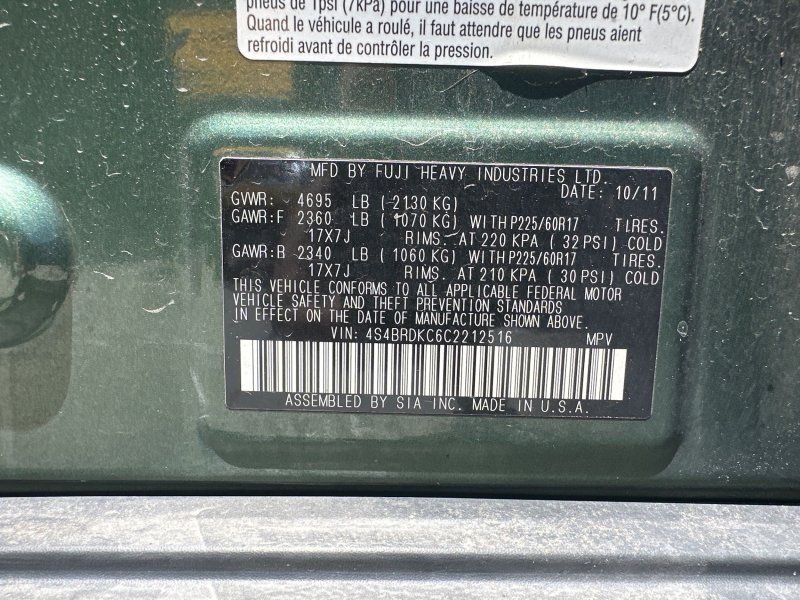 pneus de 1psi (7kPa) pour une baisse de température de 10° F(5°C).
Quand le véhicule a roulé, il faut attendre que les pneus aient
refroidi avant de contrôler la pression.
MFD BY FUJI HEAVY INDUSTRIES LTD.
DATE: 10/11
GVWR: 4695 LB ( 2130 KG)
GAWR:F 2360 LB ( 1070 KG) WITH P225/60R17 TIRES.
17X7J RIMS. AT 220 KPA ( 32 PSI) COLD
GAWR:R 2340 LB ( 1060 KG) WITH P225/60R17 TIRES.
17X7J RIMS. AT 210 KPA ( 30 PSI) COLD
THIS VEHICLE CONFORMS TO ALL APPLICABLE FEDERAL MOTOR
VEHICLE SAFETY AND THEFT PREVENTION STANDARDS
IN EFFECT ON THE DATE OF MANUFACTURE SHOWN ABOVE.
VIN: 4S4BRDKC6C2212516 MPV
ASSEMBLED BY SIA INC. MADE IN U.S.A.